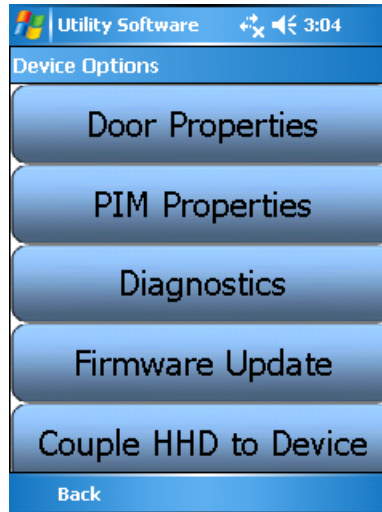 Utility Software 3:04
Device Options
Door Properties
PIM Properties
Diagnostics
Firmware Update
Couple HHD to Device
Back